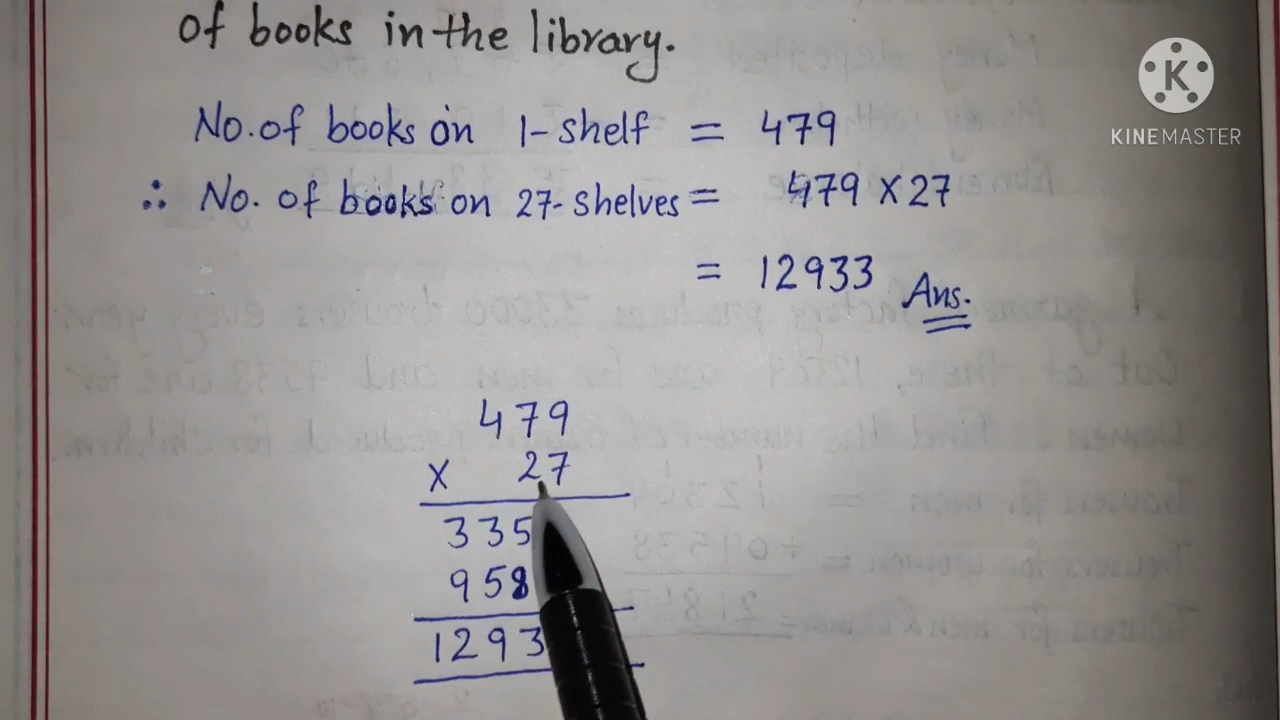 of books in the library.
No. of books on 1-shelf = 479
∴ No. of books on 27-shelves = 479 X 27
= 12933 Ans.
479
X 27
335
958
1293
KINEMASTER